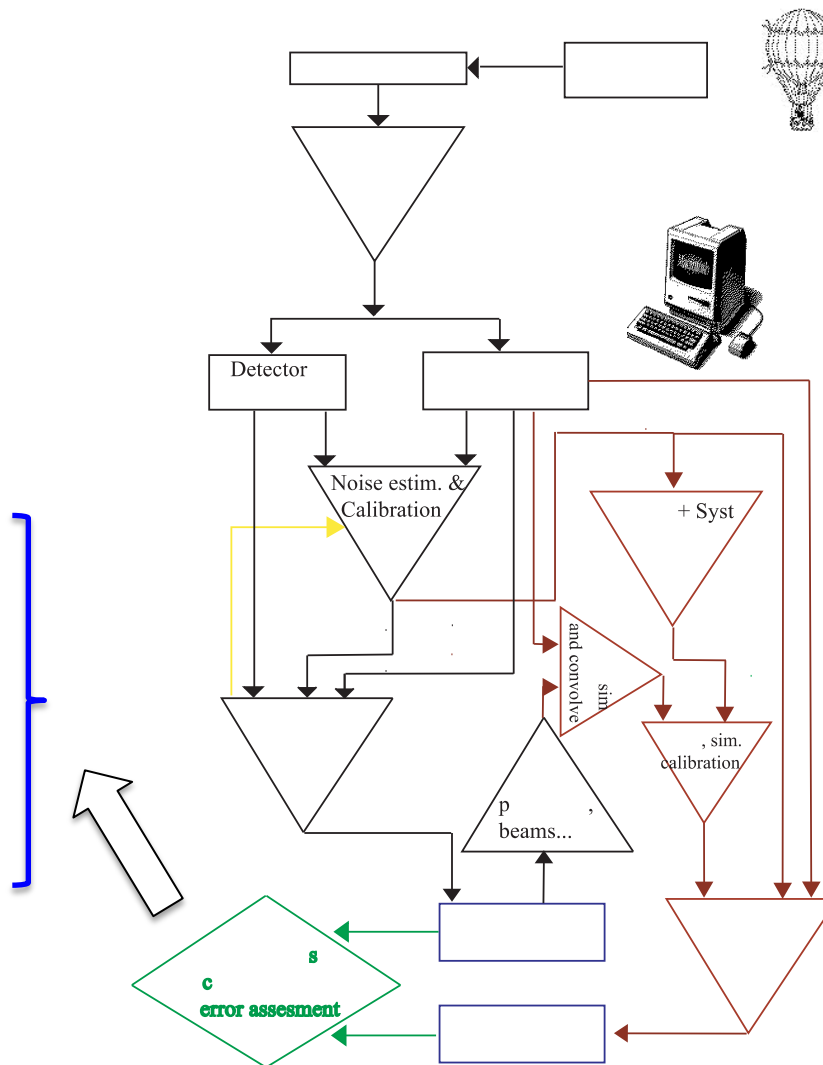 Detector
Noise estim. &
Calibration
+ Syst
and convolve
sim
, sim.
calibration
p ,
beams...
s
c
error assesment